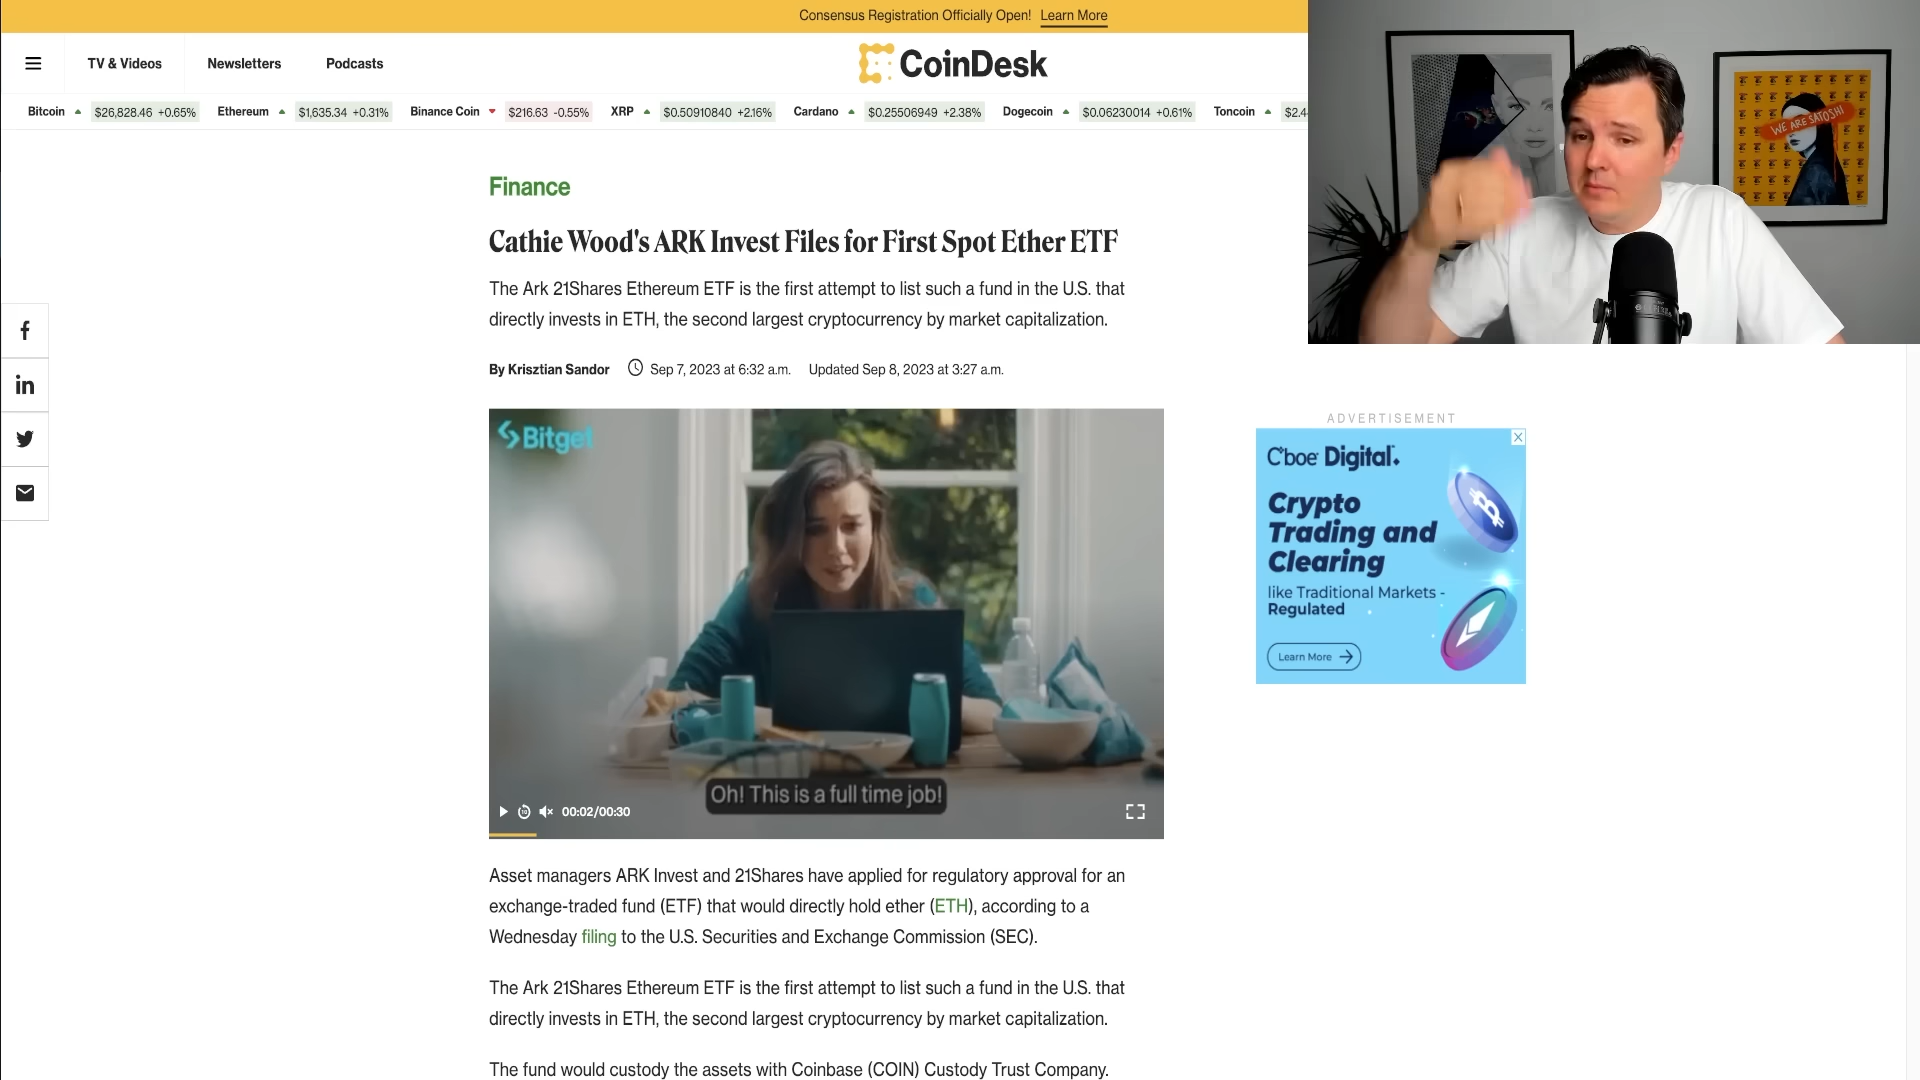 Consensus Registration Officially Open! Learn More
TV & Videos Newsletters Podcasts
CoinDesk
Bitcoin $26,828.46 +0.65% Ethereum $1,635.34 +0.31% Binance Coin $216.63 -0.55% XRP $0.50910840 +2.16% Cardano $0.25506949 +2.38% Dogecoin $0.06230014 +0.61% Toncoin $2.4
WE ARE SATOSHI
Finance
Cathie Wood's ARK Invest Files for First Spot Ether ETF
The Ark 21Shares Ethereum ETF is the first attempt to list such a fund in the U.S. that
directly invests in ETH, the second largest cryptocurrency by market capitalization.
By Krisztian Sandor Sep 7, 2023 at 6:32 a.m. Updated Sep 8, 2023 at 3:27 a.m.
Bitget
Oh! This is a full time job!
10 00:02/00:30
ADVERTISEMENT
Cboe Digital
Crypto
Trading and
Clearing
like Traditional Markets -
Regulated
Learn More
Asset managers ARK Invest and 21Shares have applied for regulatory approval for an
exchange-traded fund (ETF) that would directly hold ether (ETH), according to a
Wednesday filing to the U.S. Securities and Exchange Commission (SEC).
The Ark 21Shares Ethereum ETF is the first attempt to list such a fund in the U.S. that
directly invests in ETH, the second largest cryptocurrency by market capitalization.
The fund would custody the assets with Coinbase (COIN) Custody Trust Company.